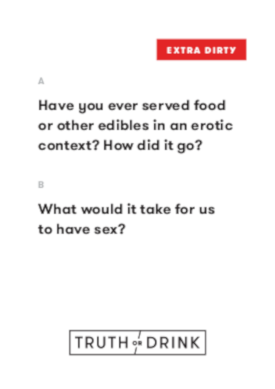 EXTRA DIRTY
A
Have you ever served food
or other edibles in an erotic
context? How did it go?
B
What would it take for us
to have sex?
TRUTH OR DRINK